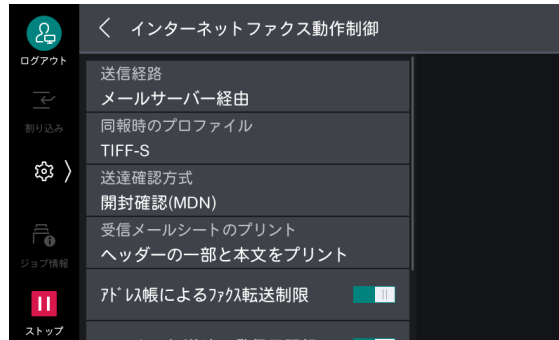 インターネットファクス動作制御
ログアウト
送信経路
メールサーバー経由
割り込み
同報時のプロファイル
TIFF-S
送達確認方式
開封確認(MDN)
受信メールシートのプリント
ヘッダーの一部と本文をプリント
ジョブ情報
ｱﾄﾞﾚｽ帳によるﾌｧｸｽ転送制限
ストップ